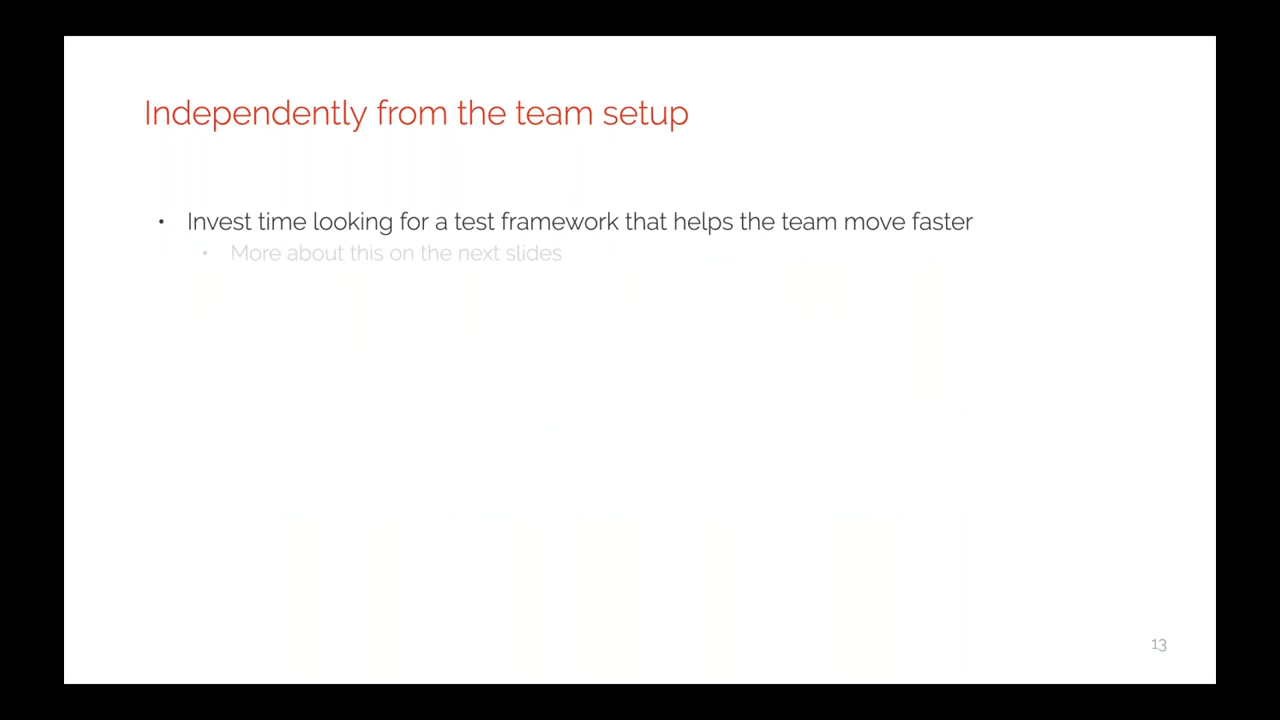 Independently from the team setup
• Invest time looking for a test framework that helps the team move faster
• More about this on the next slides
13